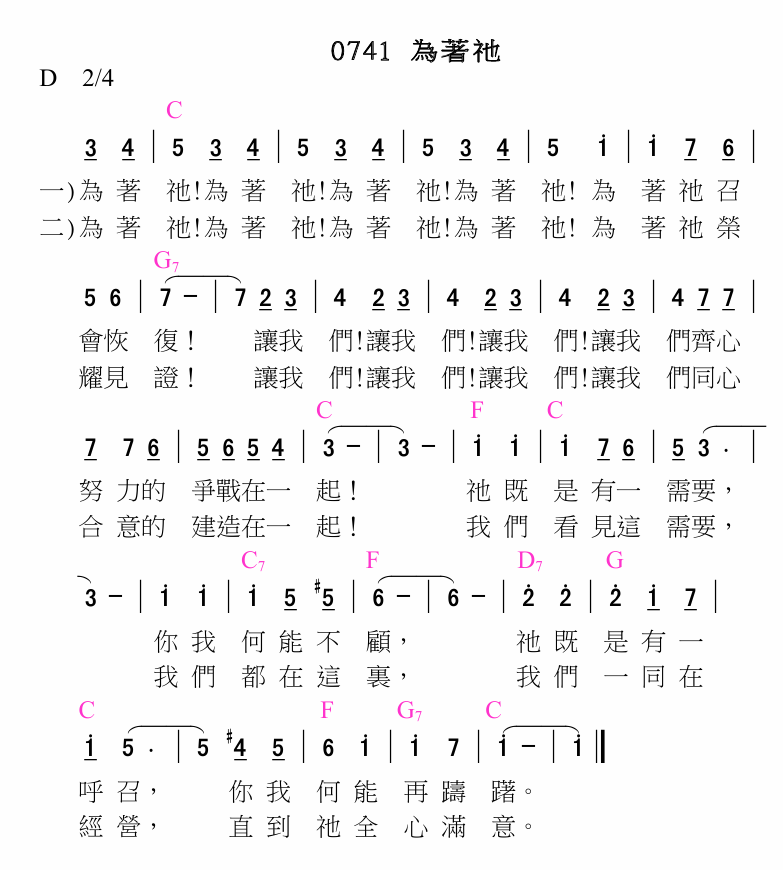 0741 為著祂
D 2/4
C
3 4 | 5 3 4 | 5 3 4 | 5 3 4 | 5 i | i 7 6 |
一)為著 祂!為著 祂!為著 祂!為著 祂! 為 著祂召
二)為著 祂!為著 祂!為著 祂!為著 祂! 為 著祂榮
G7
5 6 | 7 – | 7 2 3 | 4 2 3 | 4 2 3 | 4 2 3 | 4 7 7 |
會恢 復! 讓我 們!讓我 們!讓我 們!讓我 們齊心
耀見 證! 讓我 們!讓我 們!讓我 們!讓我 們同心
C F C
7 7 6 | 5 6 5 4 | 3 – | 3 – | i i | i 7 6 | 5 3 . |
努 力的 爭戰在一 起! 祂既 是有一 需要,
合 意的 建造在一 起! 我們 看見這 需要,
C7 F D7 G
3 – | i i | i 5 #5 | 6 – | 6 – | 2̇ 2̇ | 2̇ i 7 |
你我 何能不 顧, 祂既 是有一
我們 都在這 裏, 我們 一同在
C F G7 C
i 5 . | 5 #4 5 | 6 i | i 7 | i – | i ‖
呼召, 你我 何能 再躊 躇。
經營, 直到 祂全 心滿 意。